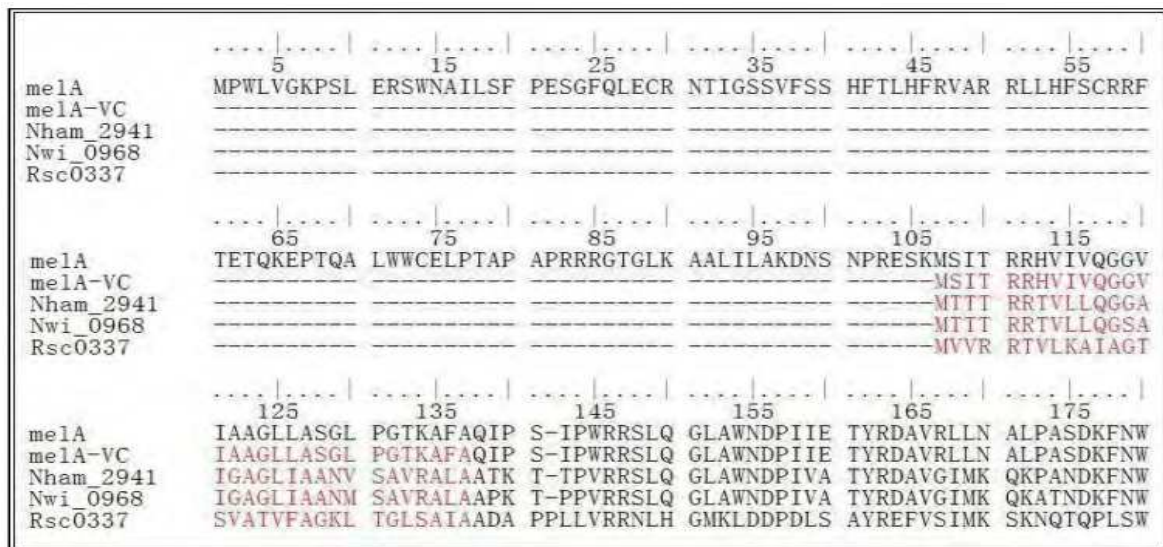 ....|....| ....|....| ....|....| ....|....| ....|....| ....|....|
5 15 25 35 45 55
melA MPWLVGKPSL ERSWNAILSF PESGFQLECR NTIGSSVFSS HFTLHFRVAR RLLHFSCRRF
melA-VC ---------- ---------- ---------- ---------- ---------- ----------
Nham_2941 ---------- ---------- ---------- ---------- ---------- ----------
Nwi_0968 ---------- ---------- ---------- ---------- ---------- ----------
Rsc0337 ---------- ---------- ---------- ---------- ---------- ----------
....|....| ....|....| ....|....| ....|....| ....|....| ....|....|
65 75 85 95 105 115
melA TETQKEPTQA LWWCELPTAP APRRRGTGLK AALILAKDNS NPRESKMSIT RRHVIVQGGV
melA-VC ---------- ---------- ---------- ---------- ------MSIT RRHVIVQGGV
Nham_2941 ---------- ---------- ---------- ---------- ------MTTT RRTVLLQGGA
Nwi_0968 ---------- ---------- ---------- ---------- ------MTTT RRTVLLQGSA
Rsc0337 ---------- ---------- ---------- ---------- ------MVVR RTVLKAIAGT
....|....| ....|....| ....|....| ....|....| ....|....| ....|....|
125 135 145 155 165 175
melA IAAGLLASGL PGTKAFAQIP S-IPWRRSLQ GLAWNDPIIE TYRDAVRLLN ALPASDKFNW
melA-VC IAAGLLASGL PGTKAFAQIP S-IPWRRSLQ GLAWNDPIIE TYRDAVRLLN ALPASDKFNW
Nham_2941 IGAGLIAANV SAVRALAATK T-TPVRRSLQ GLAWNDPIVA TYRDAVGIMK QKPANDKFNW
Nwi_0968 IGAGLIAANM SAVRALAAPK T-PPVRRSLQ GLAWNDPIVA TYRDAVGIMK QKATNDKFNW
Rsc0337 SVATVFAGKL TGLSAIAADA PPLLVRRNLH GMKLDDPDLS AYREFVSIMK SKNQTQPLSW